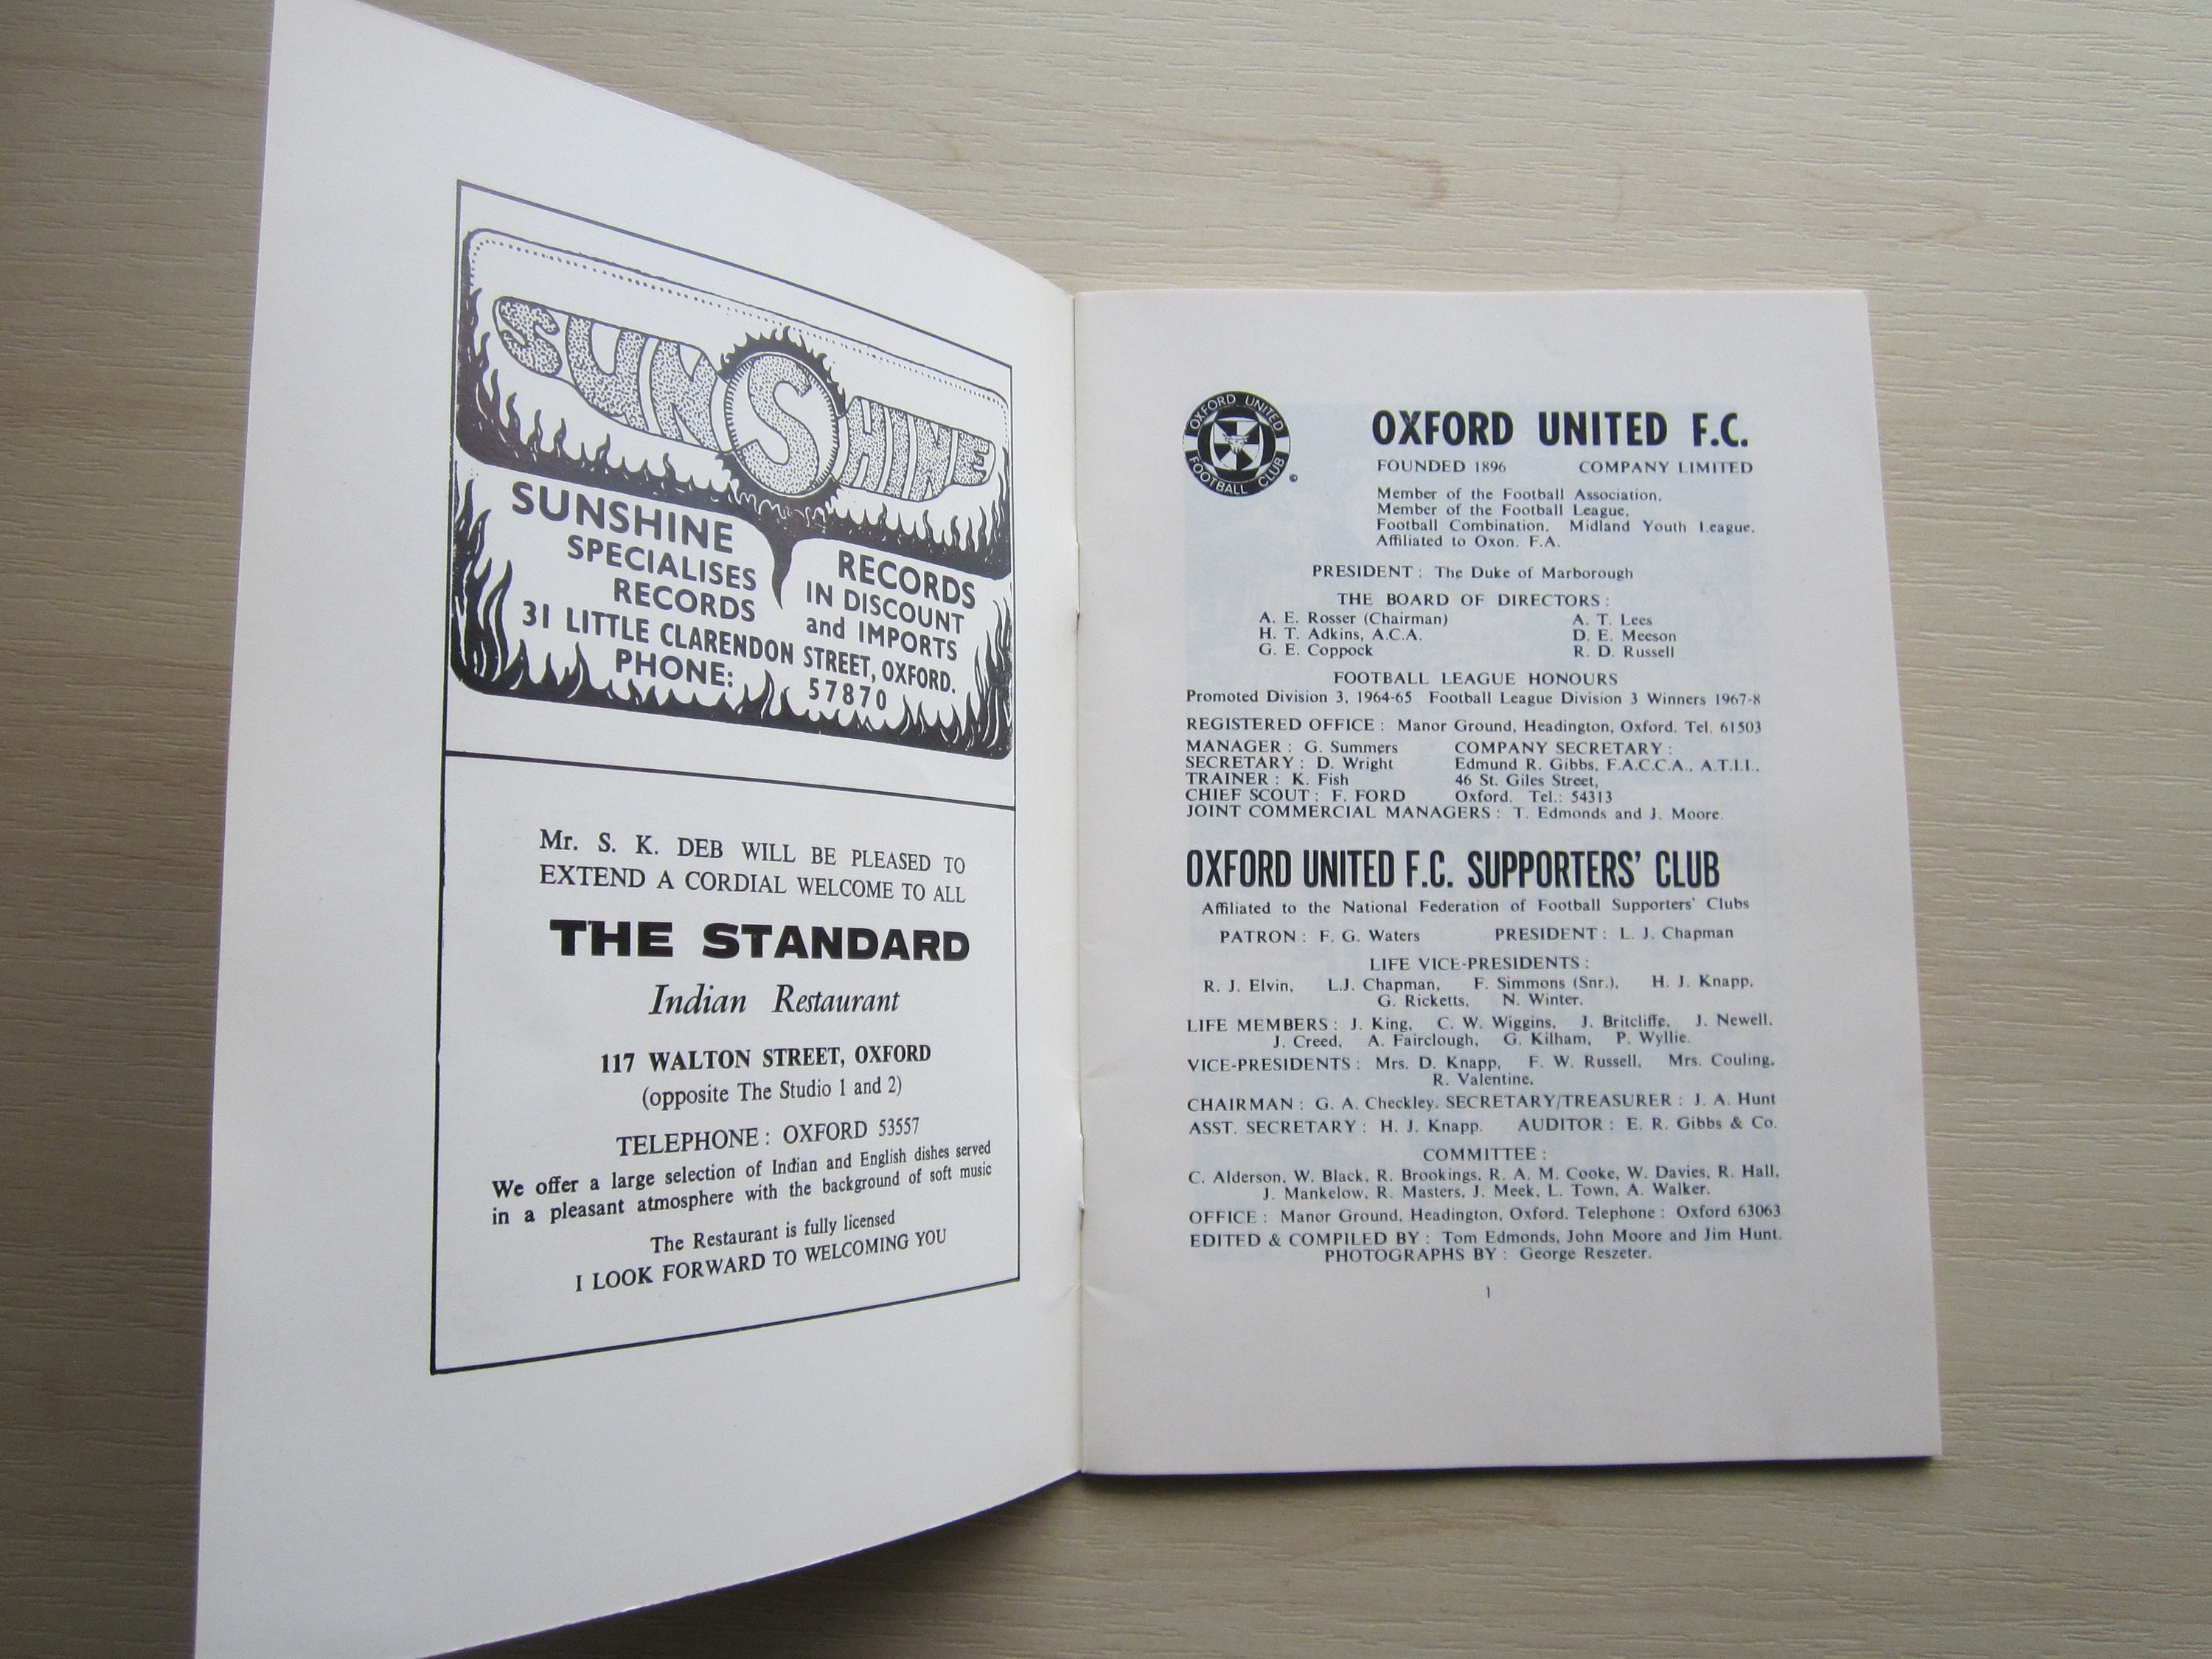 SUNSHINE
SUNSHINE RECORDS
SPECIALISES IN DISCOUNT
RECORDS and IMPORTS
31 LITTLE CLARENDON STREET, OXFORD.
PHONE: 57870
Mr. S. K. DEB WILL BE PLEASED TO
EXTEND A CORDIAL WELCOME TO ALL
THE STANDARD
Indian Restaurant
117 WALTON STREET, OXFORD
(opposite The Studio 1 and 2)
TELEPHONE : OXFORD 53557
We offer a large selection of Indian and English dishes served
in a pleasant atmosphere with the background of soft music
The Restaurant is fully licensed
I LOOK FORWARD TO WELCOMING YOU
OXFORD UNITED
FOOTBALL CLUB
©
OXFORD UNITED F.C.
FOUNDED 1896 COMPANY LIMITED
Member of the Football Association,
Member of the Football League,
Football Combination, Midland Youth League.
Affiliated to Oxon. F.A.
PRESIDENT : The Duke of Marborough
THE BOARD OF DIRECTORS :
A. E. Rosser (Chairman) A. T. Lees
H. T. Adkins, A.C.A. D. E. Meeson
G. E. Coppock R. D. Russell
FOOTBALL LEAGUE HONOURS
Promoted Division 3, 1964-65 Football League Division 3 Winners 1967-8
REGISTERED OFFICE : Manor Ground, Headington, Oxford. Tel. 61503
MANAGER : G. Summers COMPANY SECRETARY :
SECRETARY : D. Wright Edmund R. Gibbs, F.A.C.C.A., A.T.I.I.,
TRAINER : K. Fish 46 St. Giles Street,
CHIEF SCOUT : F. FORD Oxford. Tel.: 54313
JOINT COMMERCIAL MANAGERS : T. Edmonds and J. Moore.
OXFORD UNITED F.C. SUPPORTERS' CLUB
Affiliated to the National Federation of Football Supporters' Clubs
PATRON : F. G. Waters PRESIDENT : L. J. Chapman
LIFE VICE-PRESIDENTS :
R. J. Elvin, L.J. Chapman, F. Simmons (Snr.), H. J. Knapp,
G. Ricketts, N. Winter.
LIFE MEMBERS : J. King, C. W. Wiggins, J. Britcliffe, J. Newell,
J. Creed, A. Fairclough, G. Kilham, P. Wyllie.
VICE-PRESIDENTS : Mrs. D. Knapp, F. W. Russell, Mrs. Couling,
R. Valentine.
CHAIRMAN : G. A. Checkley. SECRETARY/TREASURER : J. A. Hunt
ASST. SECRETARY : H. J. Knapp. AUDITOR : E. R. Gibbs & Co.
COMMITTEE :
C. Alderson, W. Black, R. Brookings, R. A. M. Cooke, W. Davies, R. Hall,
J. Mankelow, R. Masters, J. Meek, L. Town, A. Walker.
OFFICE : Manor Ground, Headington, Oxford. Telephone : Oxford 63063
EDITED & COMPILED BY : Tom Edmonds, John Moore and Jim Hunt.
PHOTOGRAPHS BY : George Reszeter.
1